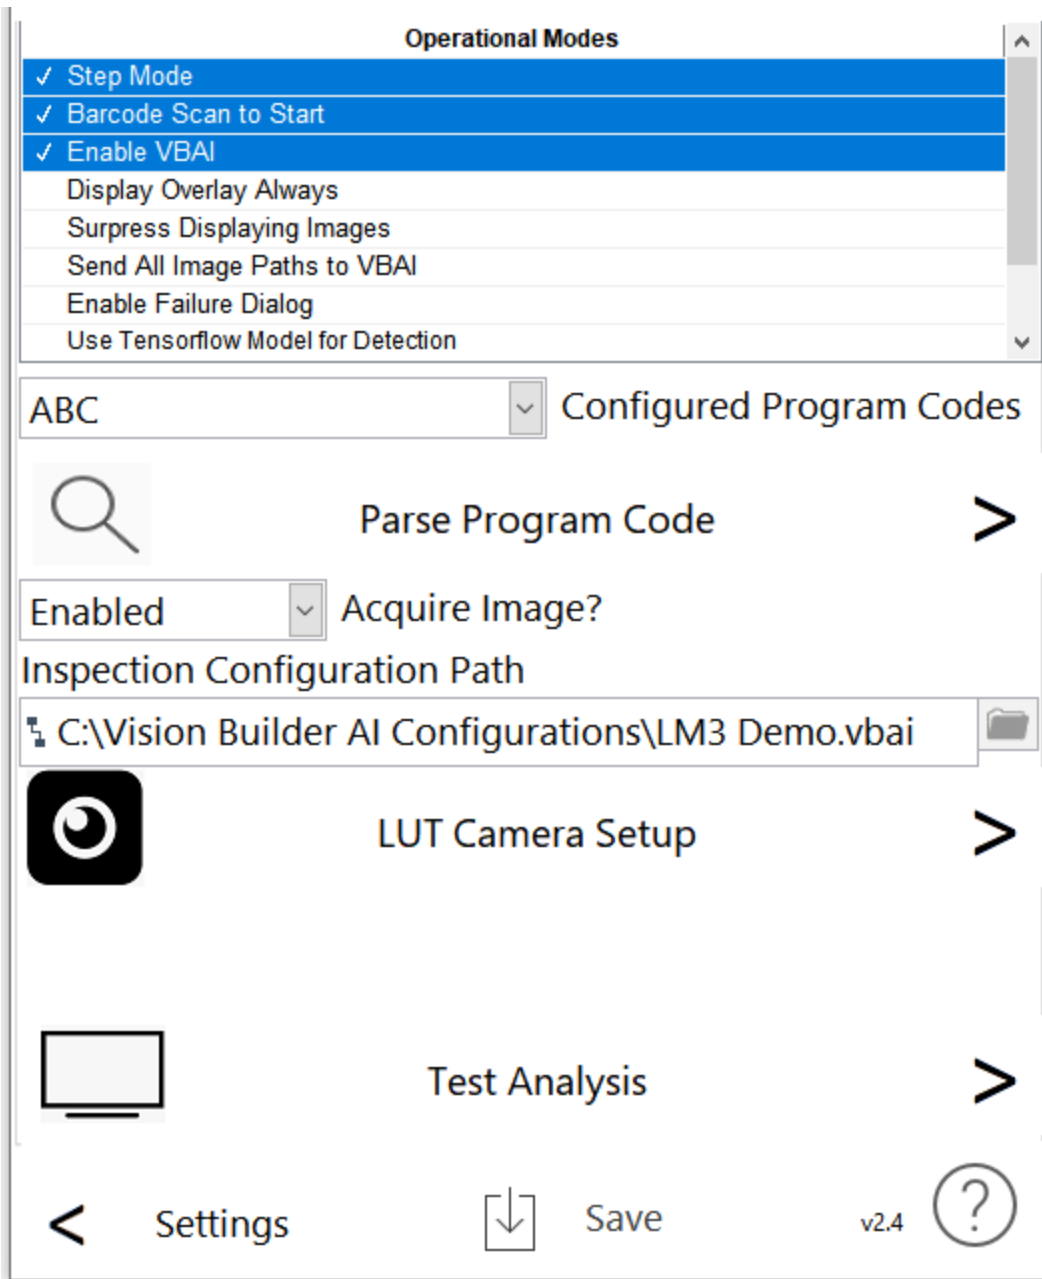 Operational Modes
✓ Step Mode
✓ Barcode Scan to Start
✓ Enable VBAI
Display Overlay Always
Surpress Displaying Images
Send All Image Paths to VBAI
Enable Failure Dialog
Use Tensorflow Model for Detection
ABC Configured Program Codes
Parse Program Code >
Enabled Acquire Image?
Inspection Configuration Path
C:\Vision Builder AI Configurations\LM3 Demo.vbai
LUT Camera Setup >
Test Analysis >
< Settings Save v2.4 ?